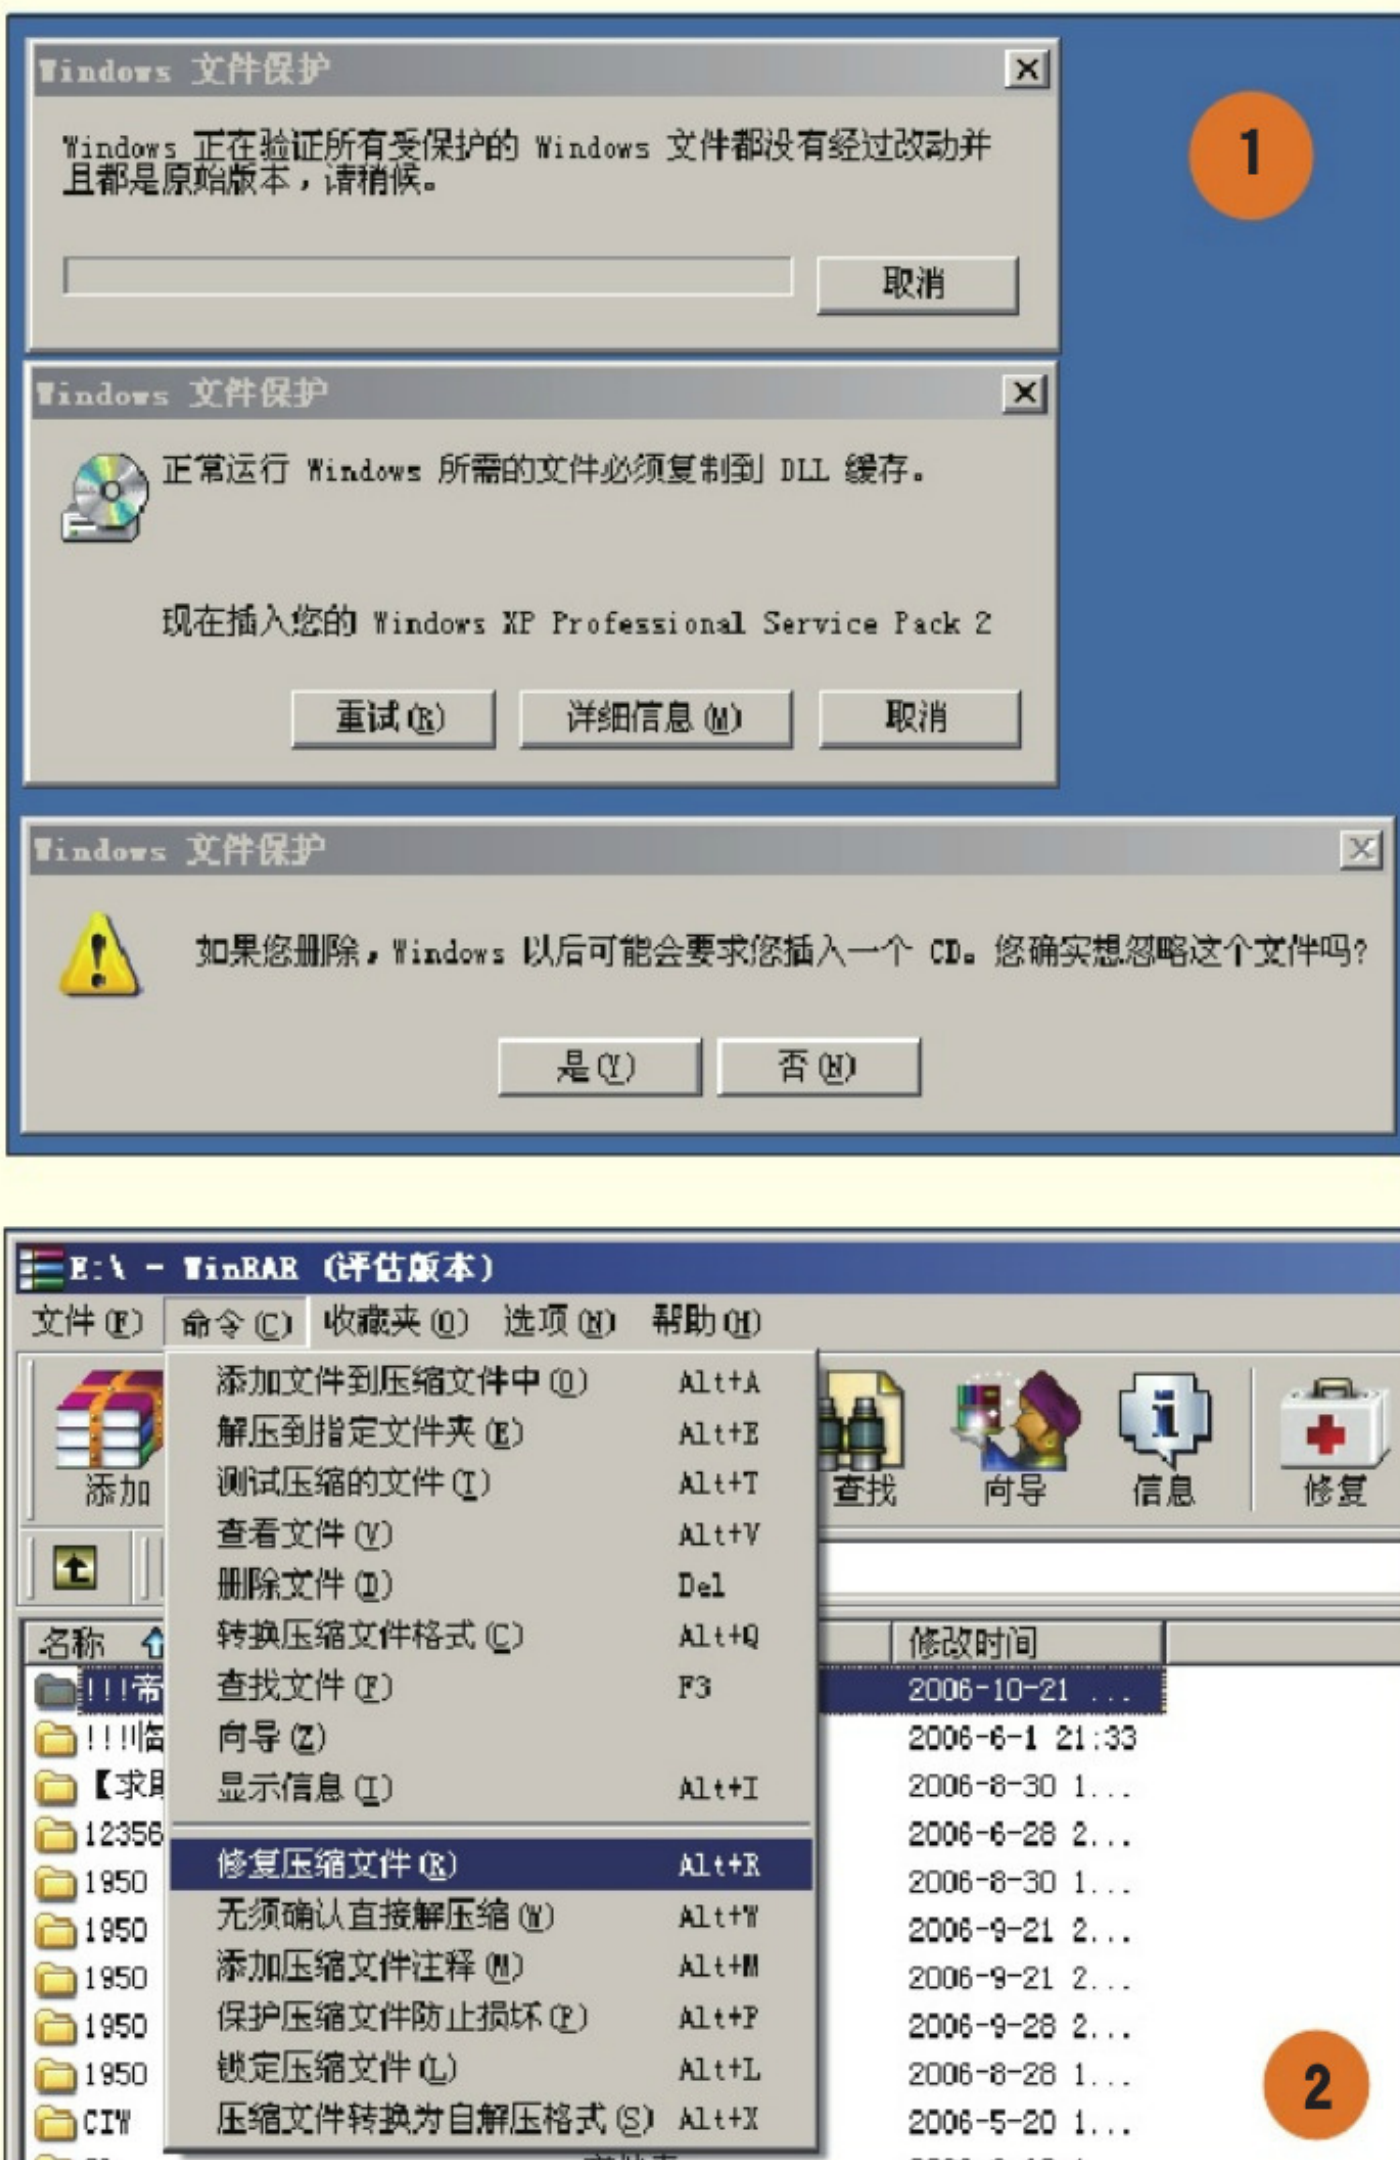 Windows 文件保护
1
Windows 正在验证所有受保护的 Windows 文件都没有经过改动并
且都是原始版本，请稍候。
取消
Windows 文件保护
正常运行 Windows 所需的文件必须复制到 DLL 缓存。
现在插入您的 Windows XP Professional Service Pack 2
重试(R) 详细信息(M) 取消
Windows 文件保护
如果您删除，Windows 以后可能会要求您插入一个 CD。您确实想忽略这个文件吗?
是(Y) 否(N)
E:\ - WinRAR (评估版本)
文件(F) 命令(C) 收藏夹(O) 选项(N) 帮助(H)
添加 查找 向导 信息 修复
添加文件到压缩文件中(O) Alt+A
解压到指定文件夹(E) Alt+E
测试压缩的文件(T) Alt+T
查看文件(V) Alt+V
删除文件(D) Del
转换压缩文件格式(C) Alt+Q
查找文件(F) F3
向导(Z)
显示信息(I) Alt+I
修复压缩文件(R) Alt+R
无须确认直接解压缩(W) Alt+W
添加压缩文件注释(M) Alt+M
保护压缩文件防止损坏(P) Alt+P
锁定压缩文件(L) Alt+L
压缩文件转换为自解压格式(S) Alt+X
名称 修改时间
!!!帝 2006-10-21 ...
!!!临 2006-6-1 21:33
【求助 2006-8-30 1...
12356 2006-6-28 2...
1950 2006-8-30 1...
1950 2006-9-21 2...
1950 2006-9-21 2...
1950 2006-9-28 2...
1950 2006-8-28 1...
CIW 2006-5-20 1...
2